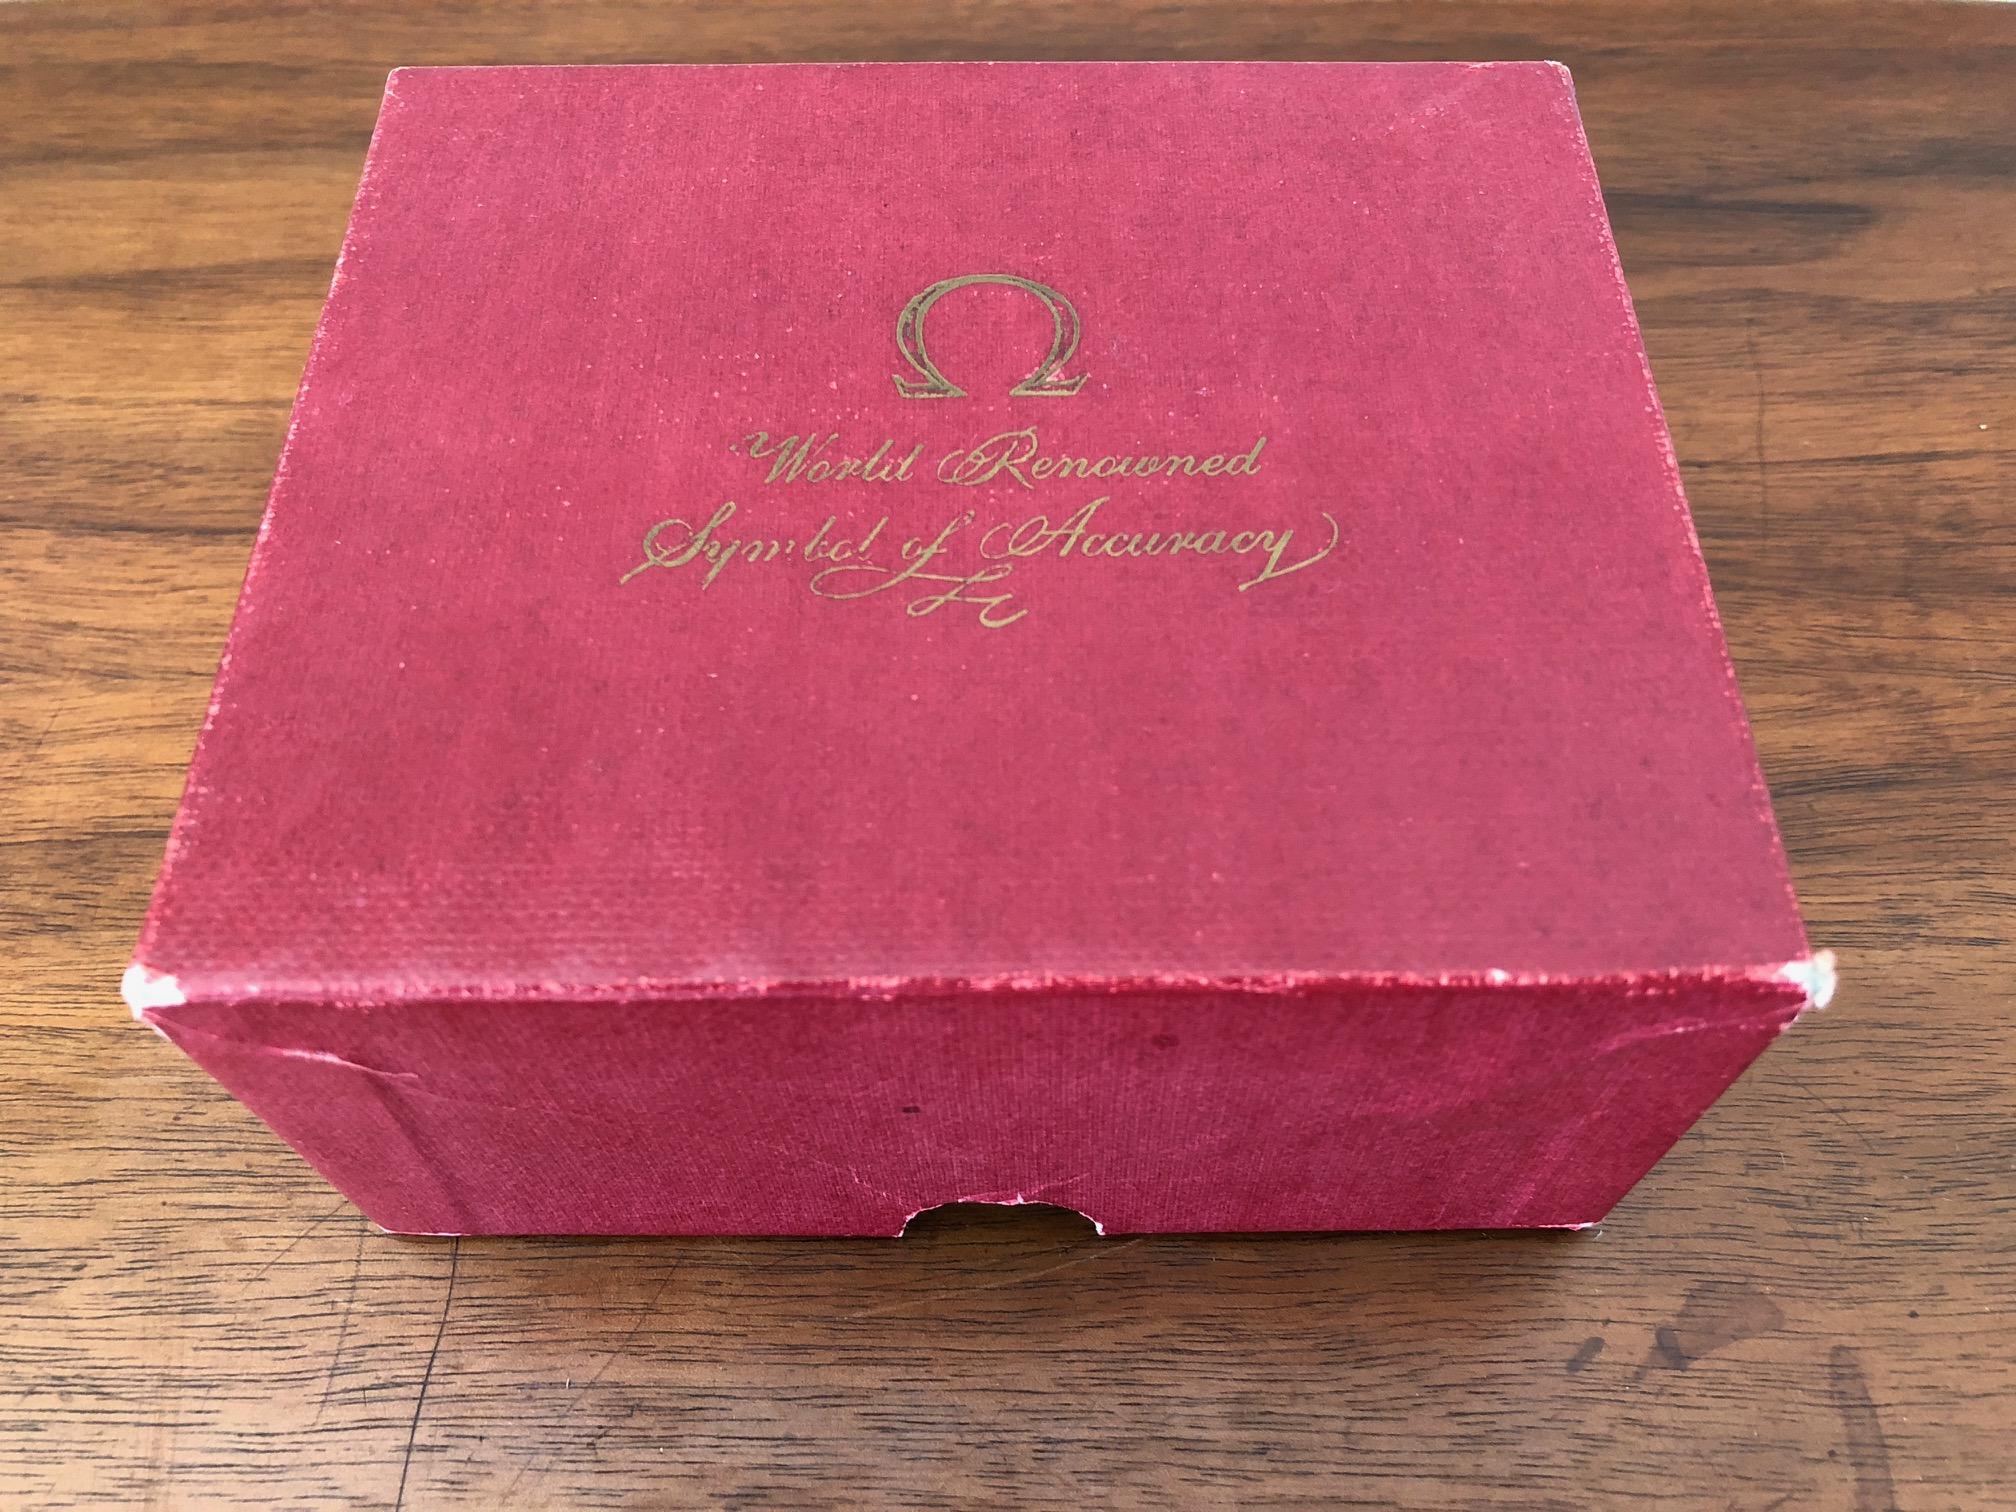 Ω
World Renowned
Symbol of Accuracy